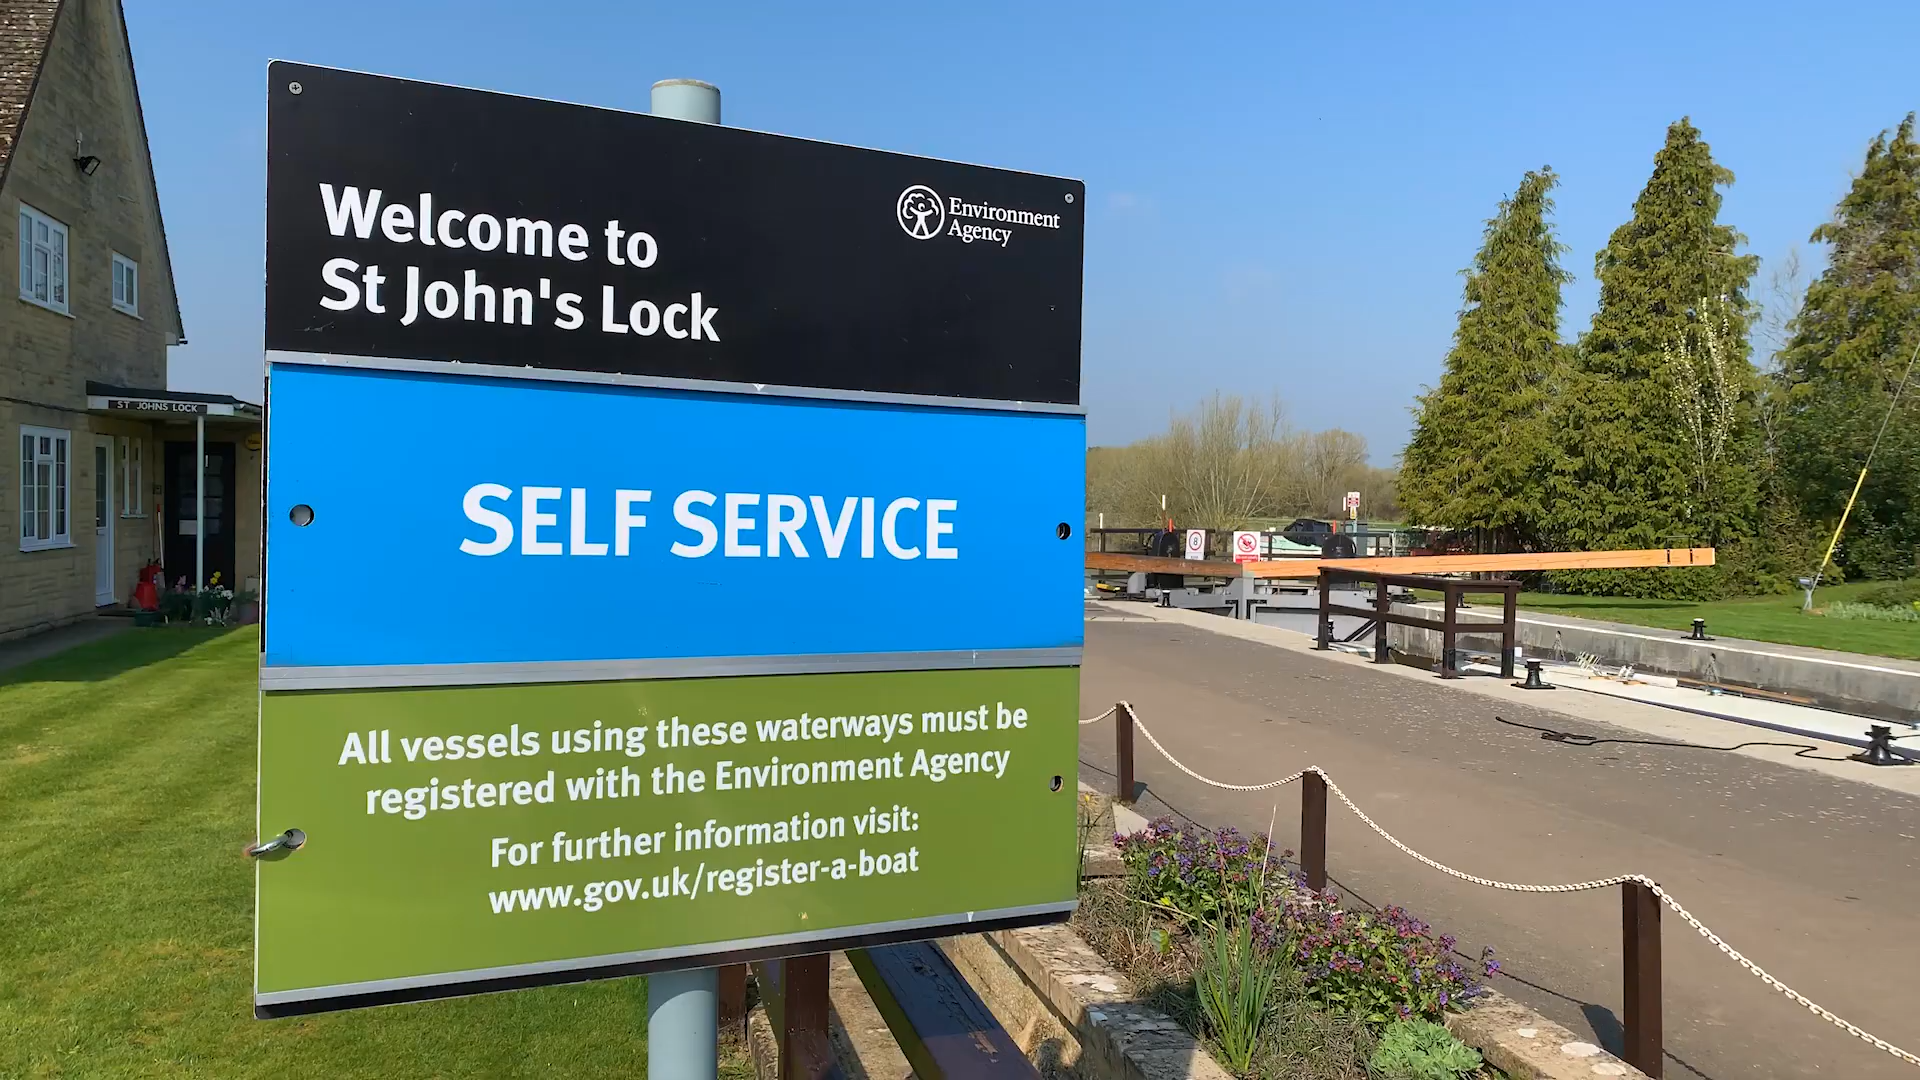 Welcome to
St John's Lock
Environment
Agency
SELF SERVICE
All vessels using these waterways must be
registered with the Environment Agency
For further information visit:
www.gov.uk/register-a-boat
ST JOHNS LOCK
8